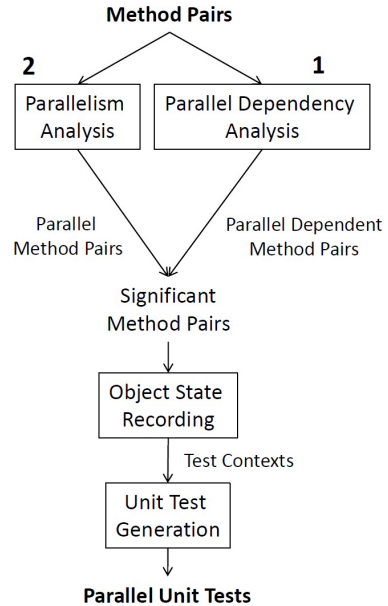 Method Pairs
2
1
Parallelism
Analysis
Parallel Dependency
Analysis
Parallel
Method Pairs
Parallel Dependent
Method Pairs
Significant
Method Pairs
Object State
Recording
Test Contexts
Unit Test
Generation
Parallel Unit Tests